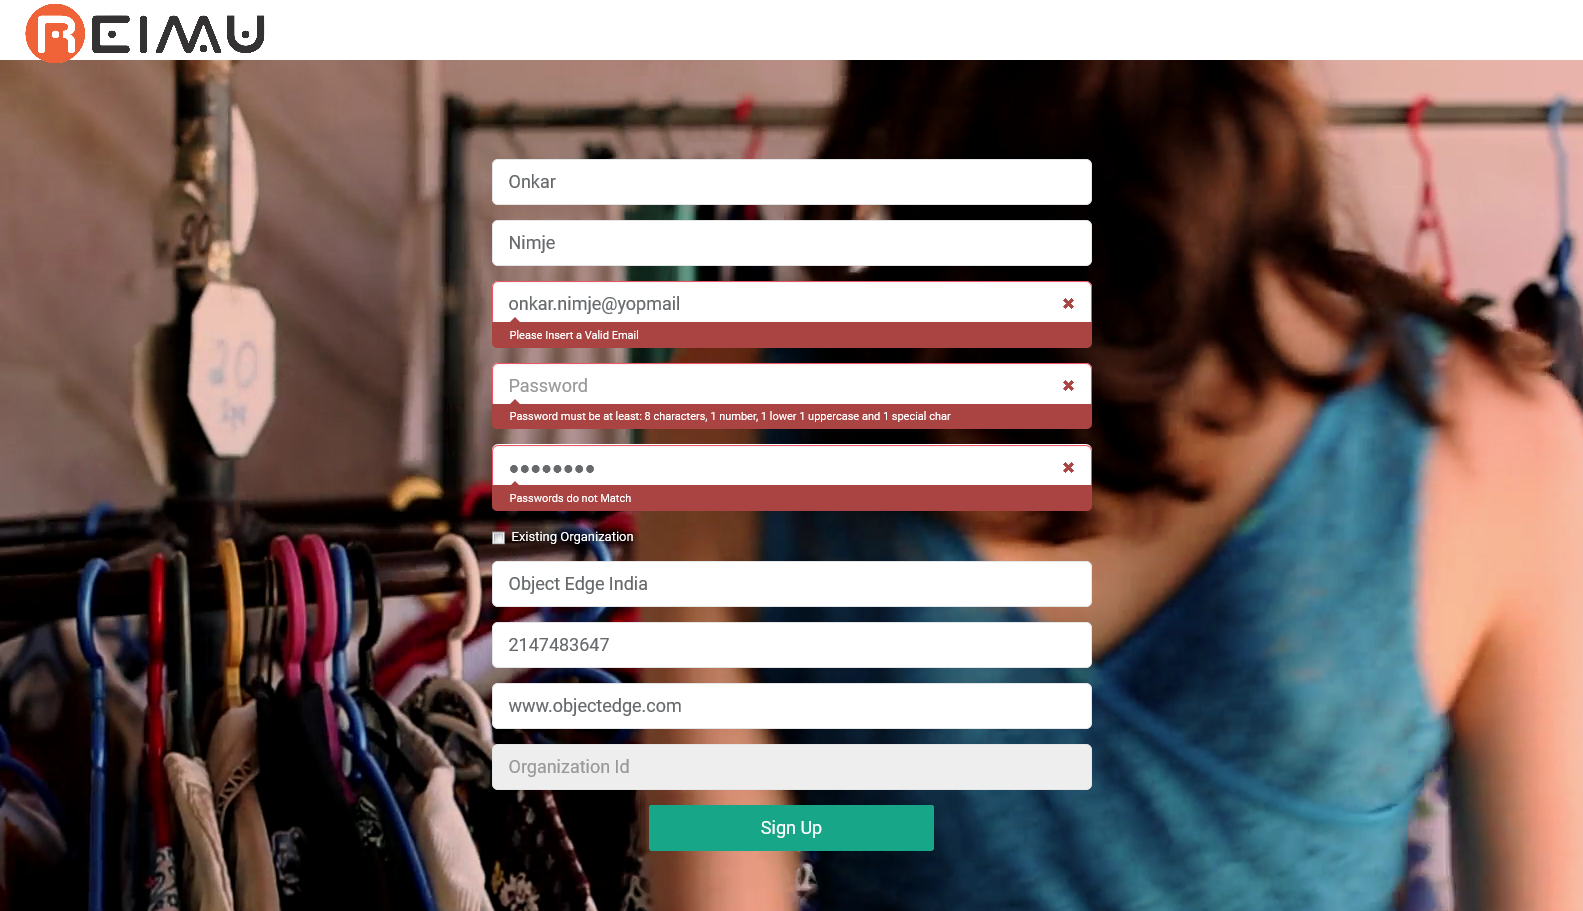 REIMU
Onkar
Nimje
onkar.nimje@yopmail
Please Insert a Valid Email
Password
Password must be at least: 8 characters, 1 number, 1 lower 1 uppercase and 1 special char
●●●●●●●●
Passwords do not Match
Existing Organization
Object Edge India
2147483647
www.objectedge.com
Organization Id
Sign Up
20